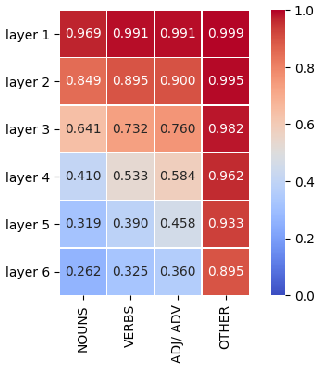 layer 1 0.969 0.991 0.991 0.999
layer 2 0.849 0.895 0.900 0.995
layer 3 0.641 0.732 0.760 0.982
layer 4 0.410 0.533 0.584 0.962
layer 5 0.319 0.390 0.458 0.933
layer 6 0.262 0.325 0.360 0.895
NOUNS VERBS ADJ/ ADV OTHER
1.0
0.8
0.6
0.4
0.2
0.0